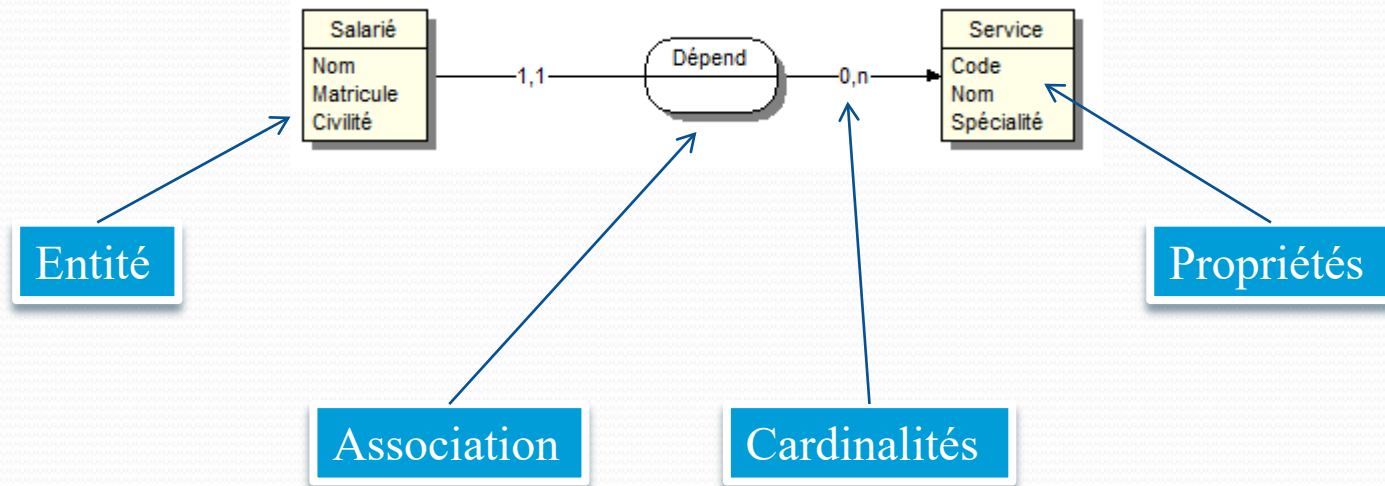 Salarié
Nom
Matricule
Civilité
1,1
Dépend
0,n
Service
Code
Nom
Spécialité
Entité
Propriétés
Association
Cardinalités